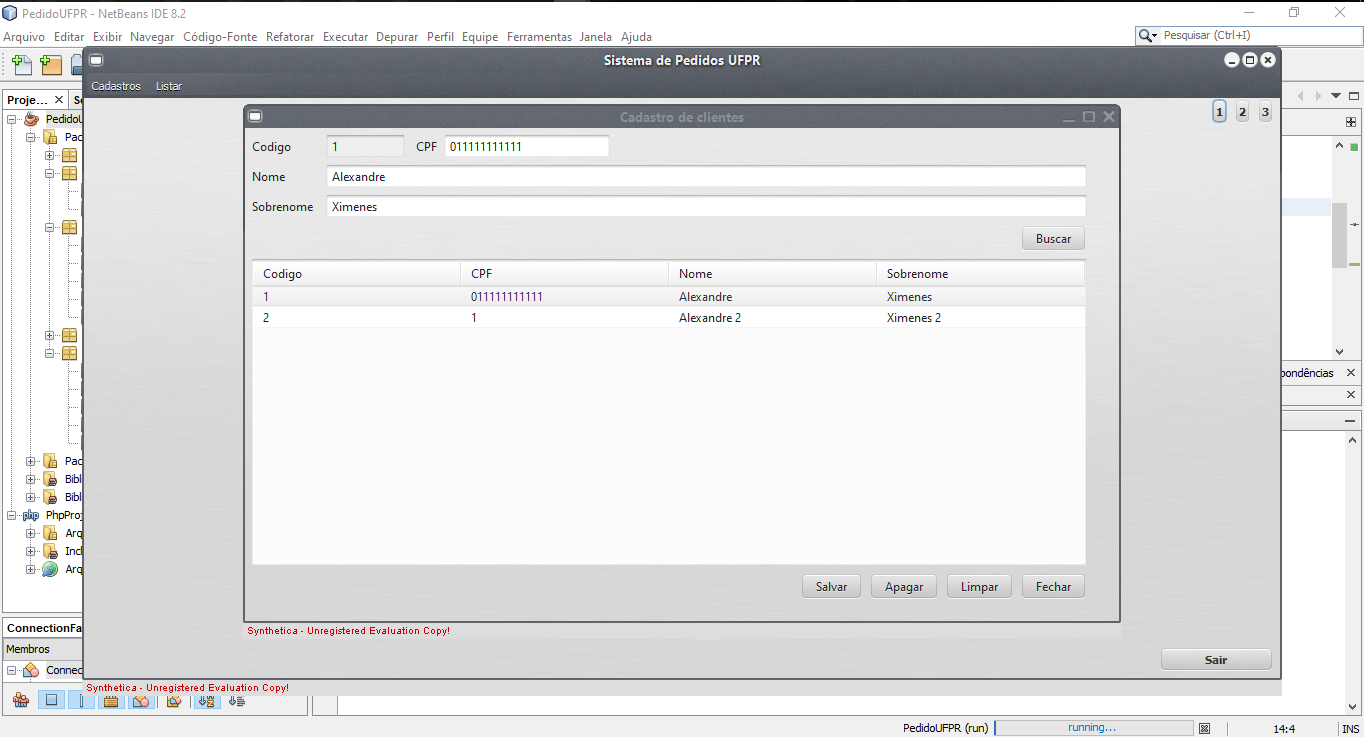 PedidoUFPR - NetBeans IDE 8.2
Arquivo Editar Exibir Navegar Código-Fonte Refatorar Executar Depurar Perfil Equipe Ferramentas Janela Ajuda
Pesquisar (Ctrl+I)
Sistema de Pedidos UFPR
Cadastros Listar
Proje...
1 2 3
Cadastro de clientes
Codigo 1 CPF 011111111111
Nome Alexandre
Sobrenome Ximenes
Buscar
Codigo CPF Nome Sobrenome
1 011111111111 Alexandre Ximenes
2 1 Alexandre 2 Ximenes 2
Salvar Apagar Limpar Fechar
Synthetica - Unregistered Evaluation Copy!
Sair
Synthetica - Unregistered Evaluation Copy!
PedidoU
Pac
Pac
Bibl
Bibl
php PhpProj
Arq
Incl
Arq
pondências
ConnectionFa
Membros
Connec
PedidoUFPR (run) running... 14:4 INS